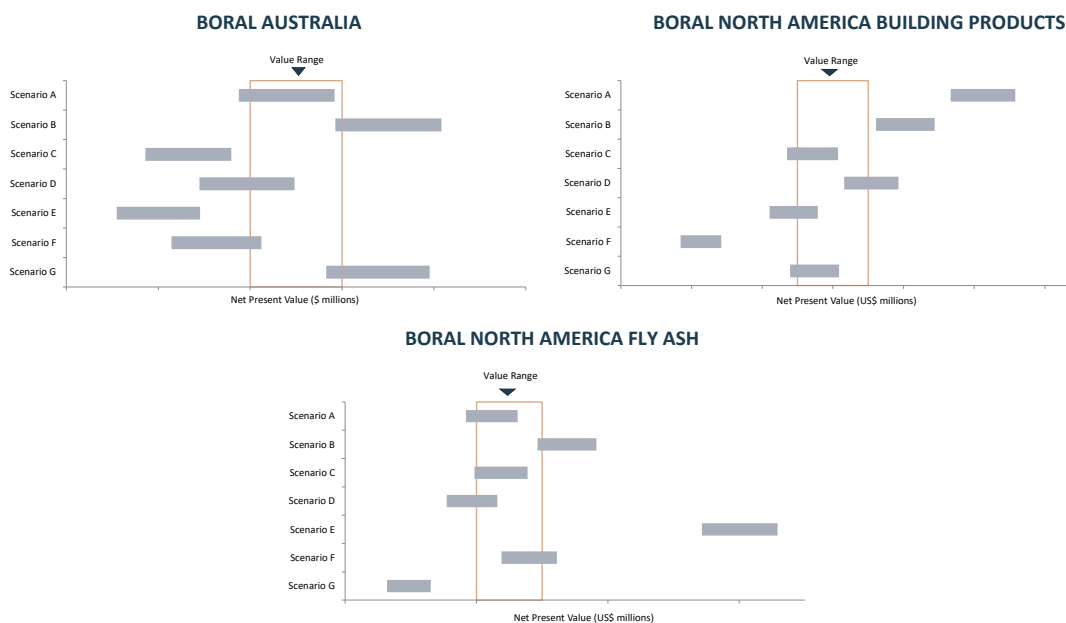 BORAL AUSTRALIA
Value Range
Scenario A
Scenario B
Scenario C
Scenario D
Scenario E
Scenario F
Scenario G
Net Present Value ($ millions)
BORAL NORTH AMERICA BUILDING PRODUCTS
Value Range
Scenario A
Scenario B
Scenario C
Scenario D
Scenario E
Scenario F
Scenario G
Net Present Value (US$ millions)
BORAL NORTH AMERICA FLY ASH
Value Range
Scenario A
Scenario B
Scenario C
Scenario D
Scenario E
Scenario F
Scenario G
Net Present Value (US$ millions)